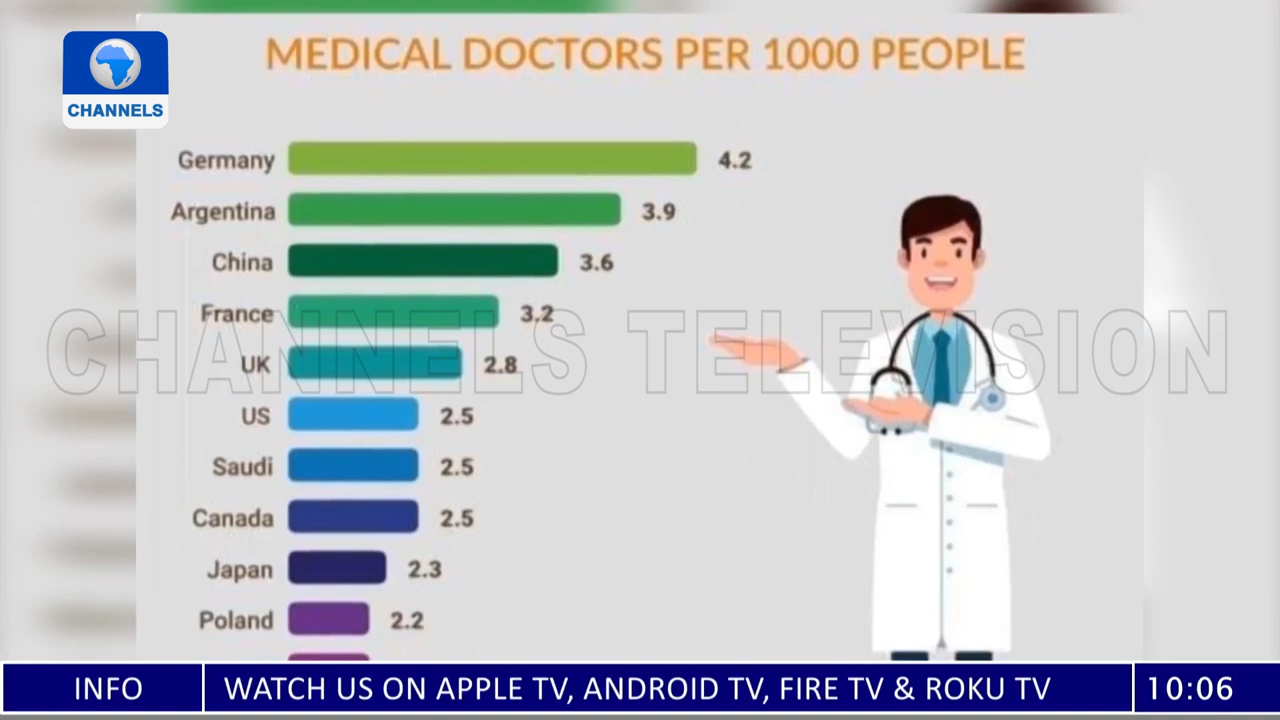 CHANNELS
MEDICAL DOCTORS PER 1000 PEOPLE
Germany 4.2
Argentina 3.9
China 3.6
France 3.2
UK 2.8
US 2.5
Saudi 2.5
Canada 2.5
Japan 2.3
Poland 2.2
CHANNELS TELEVISION
INFO WATCH US ON APPLE TV, ANDROID TV, FIRE TV & ROKU TV 10:06